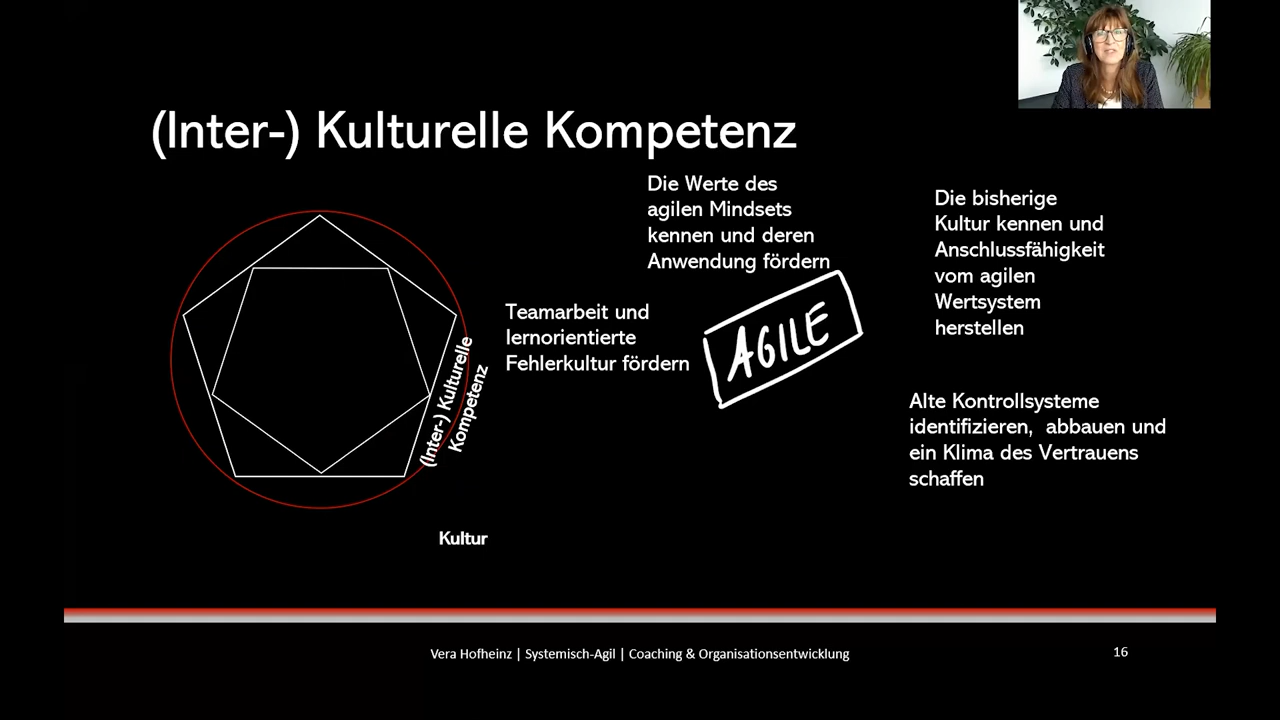 (Inter-) Kulturelle Kompetenz
Die Werte des
agilen Mindsets
kennen und deren
Anwendung fördern
Die bisherige
Kultur kennen und
Anschlussfähigkeit
vom agilen
Wertsystem
herstellen
Teamarbeit und
lernorientierte
Fehlerkultur fördern
AGILE
(Inter-) Kulturelle
Kompetenz
Alte Kontrollsysteme
identifizieren, abbauen und
ein Klima des Vertrauens
schaffen
Kultur
Vera Hofheinz | Systemisch-Agil | Coaching & Organisationsentwicklung
16